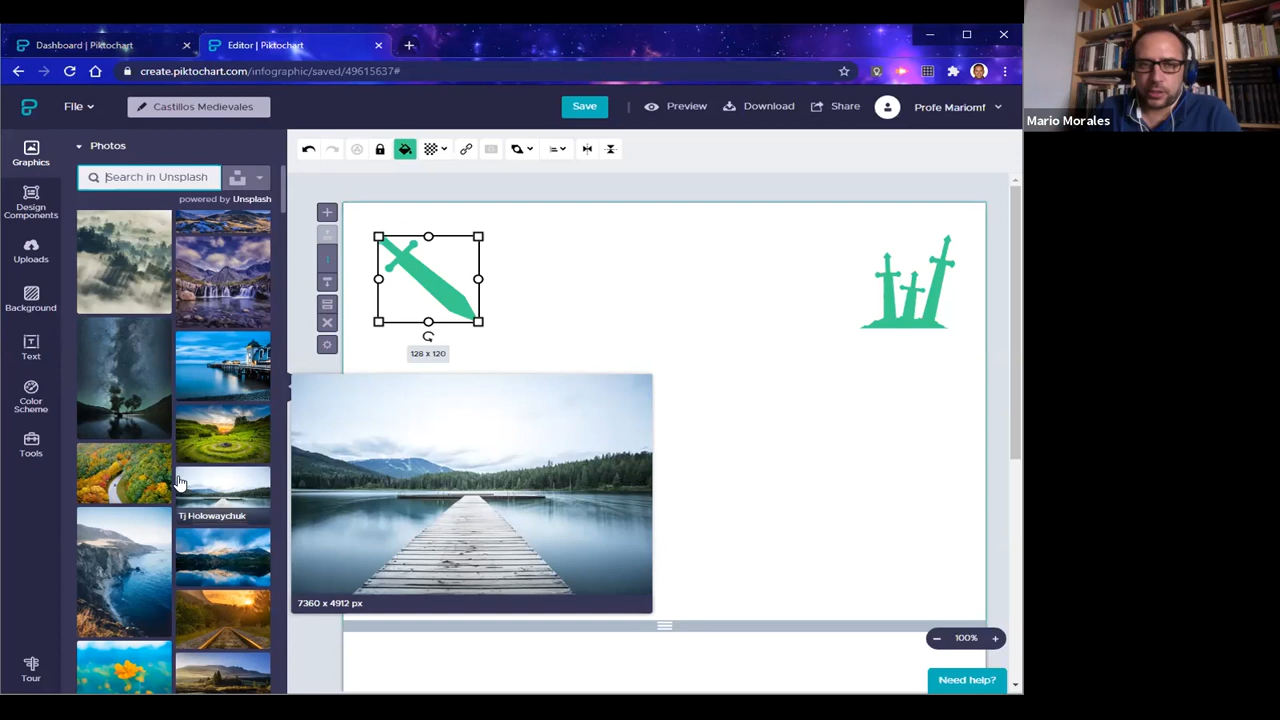 Dashboard | Piktochart
Editor | Piktochart
create.piktochart.com/infographic/saved/49615637#
File
Castillos Medievales
Save
Preview
Download
Share
Profe Mariomf
Mario Morales
Graphics
Design
Components
Uploads
Background
Text
Color
Scheme
Tools
Tour
Photos
Search in Unsplash
powered by Unsplash
Tj Holowaychuk
1
128 x 120
7360 x 4912 px
100%
Need help?